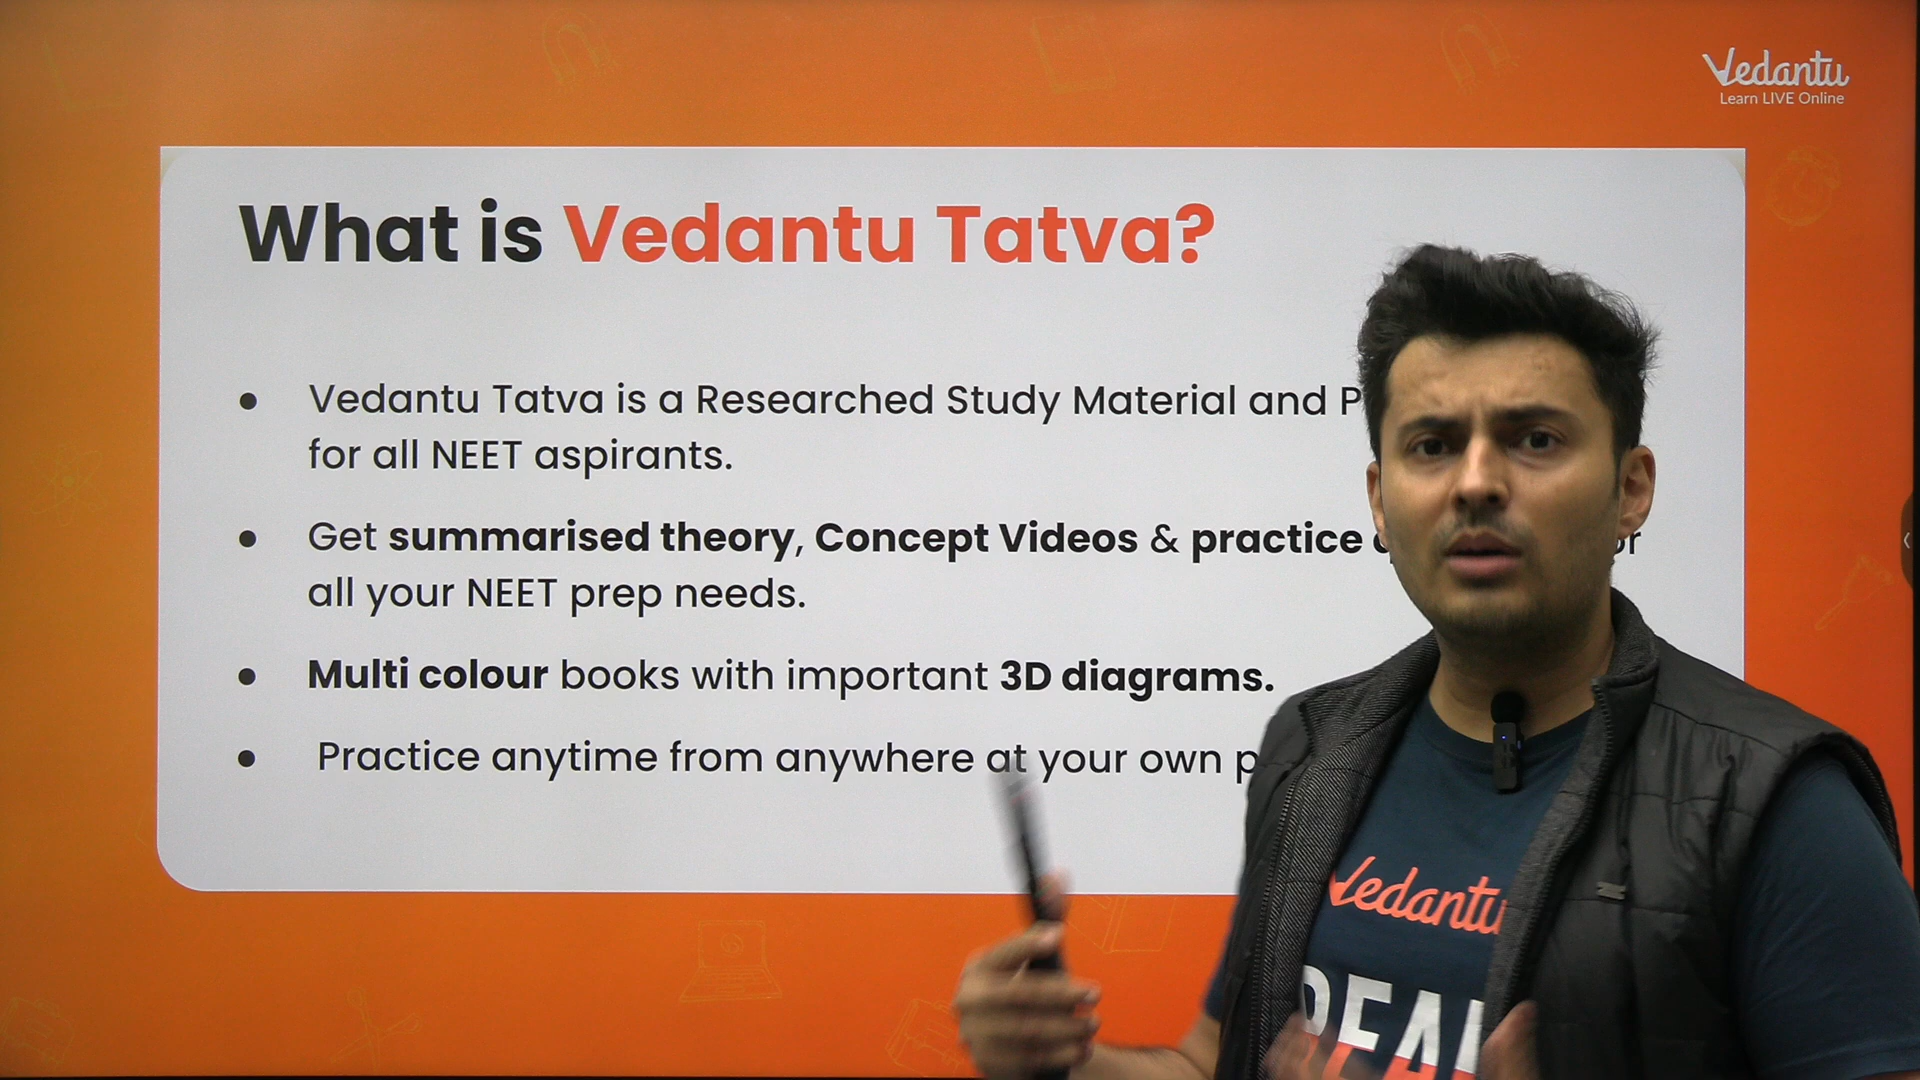 Vedantu
Learn LIVE Online
What is Vedantu Tatva?
• Vedantu Tatva is a Researched Study Material and
for all NEET aspirants.
• Get summarised theory, Concept Videos & practice
all your NEET prep needs.
• Multi colour books with important 3D diagrams.
• Practice anytime from anywhere at your own
Vedantu